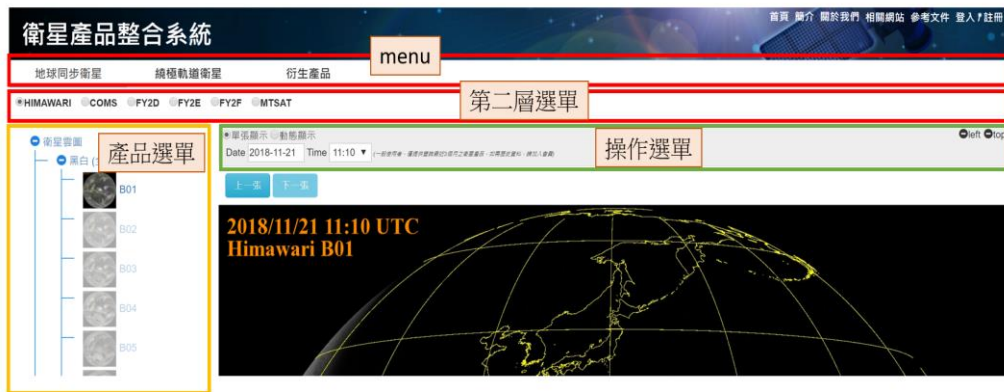 首頁 簡介 關於我們 相關網站 參考文件 登入/註冊
衛星產品整合系統
menu
地球同步衛星 繞極軌道衛星 衍生產品
HIMAWARI COMS FY2D FY2E FY2F MTSAT
第二層選單
單張顯示 動態顯示
left top
Date 2018-11-21 Time 11:10
操作選單
衛星雲圖
黑白
產品選單
B01
B02
B03
B04
B05
上一張 下一張
2018/11/21 11:10 UTC
Himawari B01